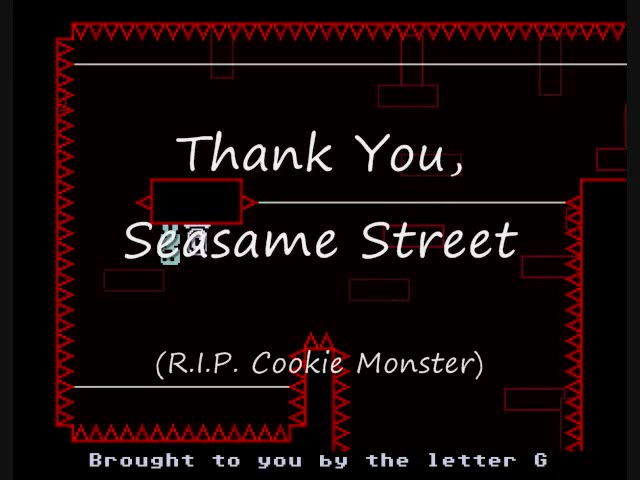 Thank You,
Seasame Street
(R.I.P. Cookie Monster)
Brought to you by the letter G